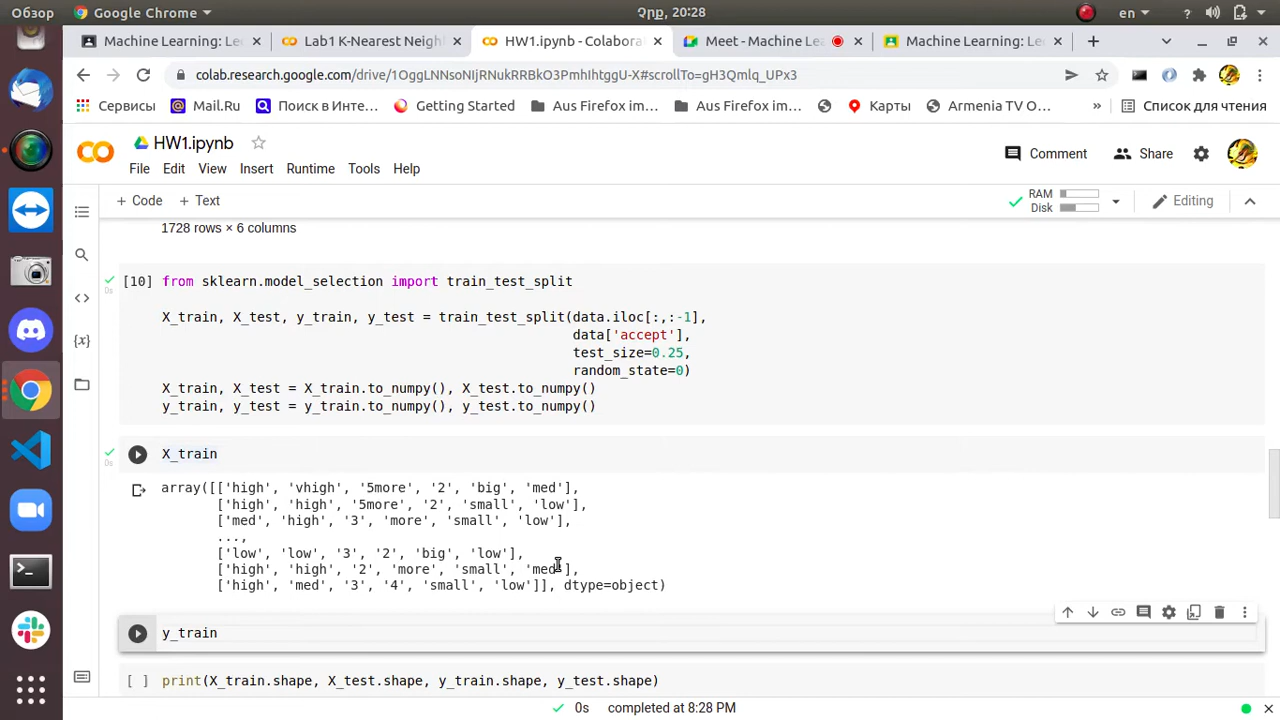 Обзор
Google Chrome
Չրք, 20:28
en
Machine Learning: Le
Lab1 K-Nearest Neigh
HW1.ipynb - Colabora
Meet - Machine Le
Machine Learning: Le
colab.research.google.com/drive/1OggLNNsoNIjRNukRRBkO3PmhIhtggU-X#scrollTo=gH3Qmlq_UPx3
Сервисы
Mail.Ru
Поиск в Инте...
Getting Started
Aus Firefox im...
Aus Firefox im...
Карты
Armenia TV O...
»
Список для чтения
HW1.ipynb
Comment
Share
File Edit View Insert Runtime Tools Help
+ Code + Text
RAM
Disk
Editing
1728 rows × 6 columns
[10] from sklearn.model_selection import train_test_split
0s
X_train, X_test, y_train, y_test = train_test_split(data.iloc[:,:-1],
data['accept'],
test_size=0.25,
random_state=0)
X_train, X_test = X_train.to_numpy(), X_test.to_numpy()
y_train, y_test = y_train.to_numpy(), y_test.to_numpy()
X_train
0s
array([['high', 'vhigh', '5more', '2', 'big', 'med'],
['high', 'high', '5more', '2', 'small', 'low'],
['med', 'high', '3', 'more', 'small', 'low'],
...,
['low', 'low', '3', '2', 'big', 'low'],
['high', 'high', '2', 'more', 'small', 'med'],
['high', 'med', '3', '4', 'small', 'low']], dtype=object)
y_train
[ ] print(X_train.shape, X_test.shape, y_train.shape, y_test.shape)
0s completed at 8:28 PM